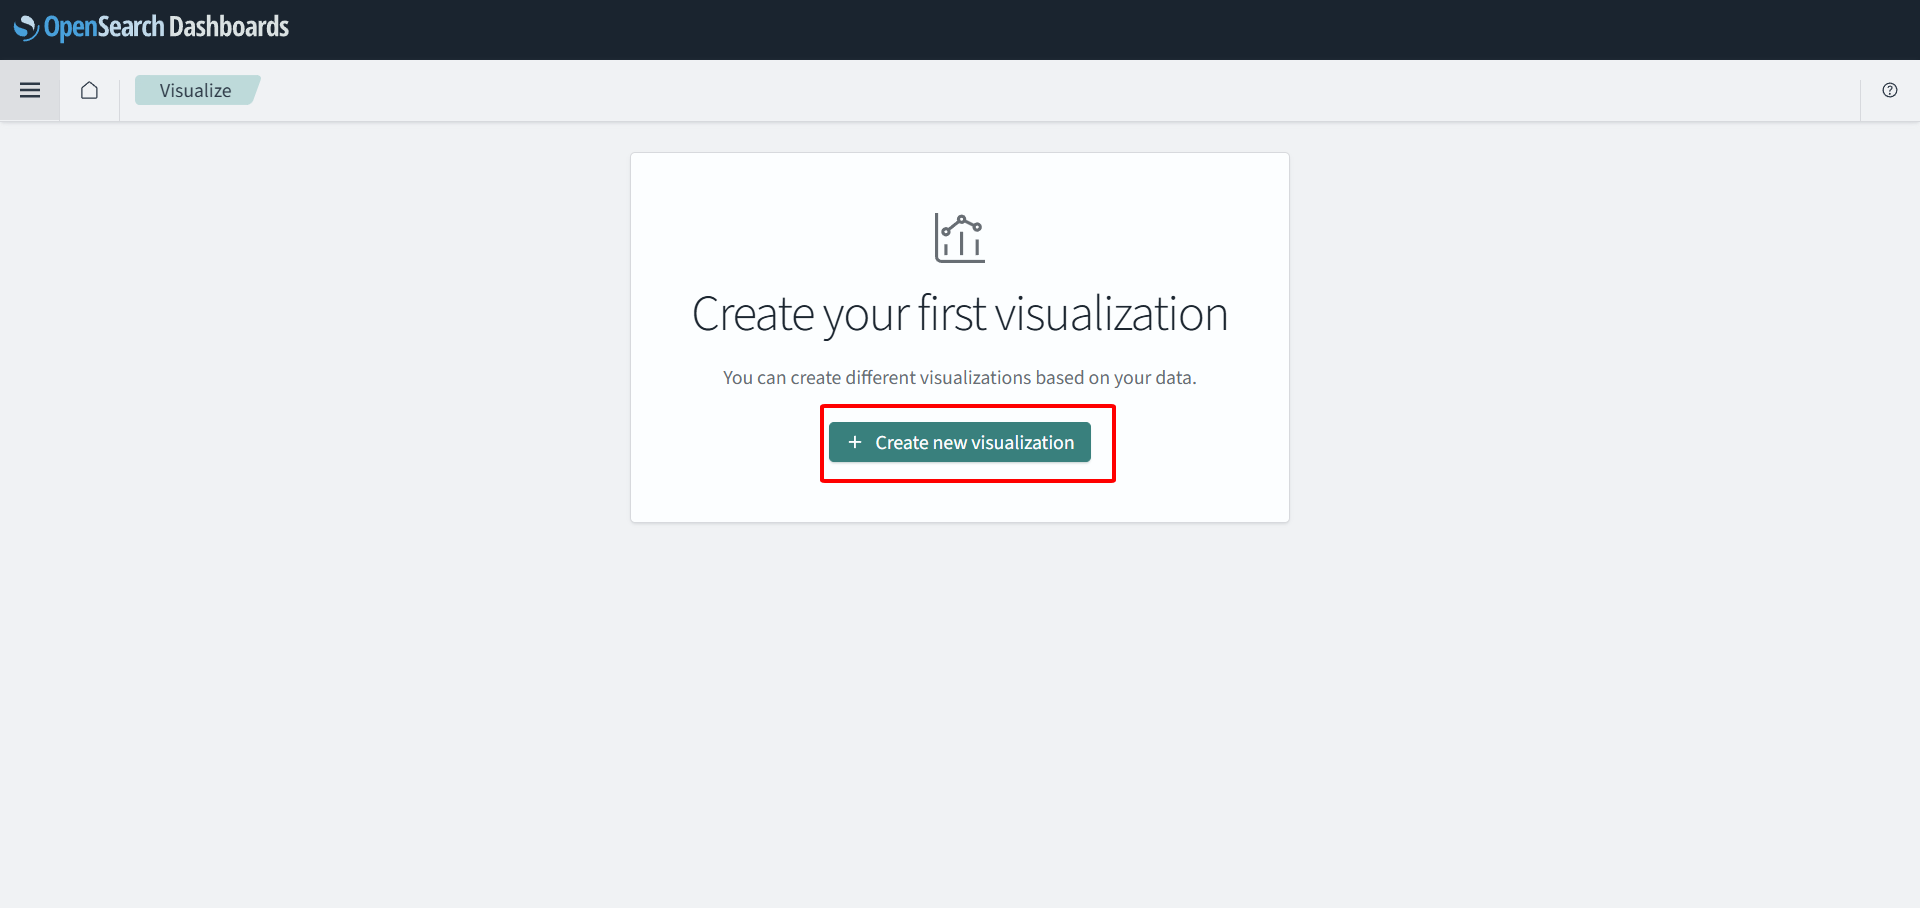 OpenSearch Dashboards
Visualize
Create your first visualization
You can create different visualizations based on your data.
+ Create new visualization